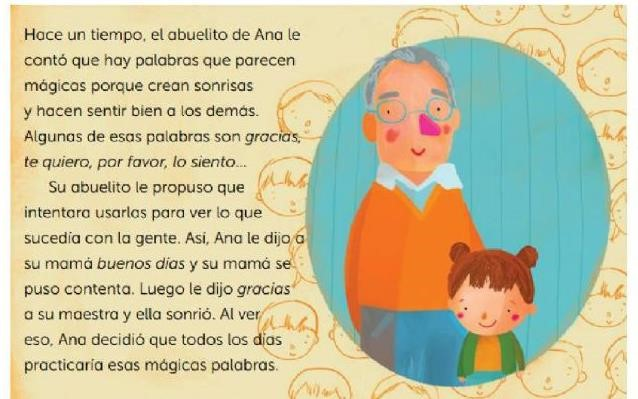 Hace un tiempo, el abuelito de Ana le
contó que hay palabras que parecen
mágicas porque crean sonrisas
y hacen sentir bien a los demás.
Algunas de esas palabras son gracias,
te quiero, por favor, lo siento...
Su abuelito le propuso que
intentara usarlas para ver lo que
sucedía con la gente. Así, Ana le dijo a
su mamá buenos días y su mamá se
puso contenta. Luego le dijo gracias
a su maestra y ella sonrió. Al ver
eso, Ana decidió que todos los días
practicaría esas mágicas palabras.